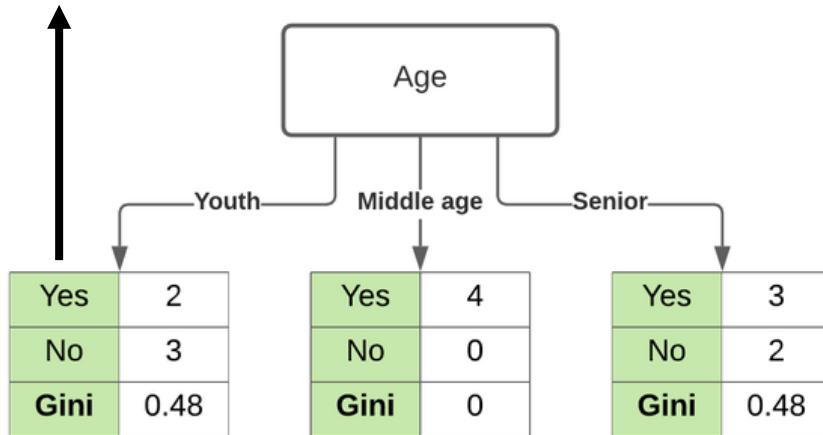 Age
Youth Middle age Senior
Yes 2 Yes 4 Yes 3
No 3 No 0 No 2
Gini 0.48 Gini 0 Gini 0.48